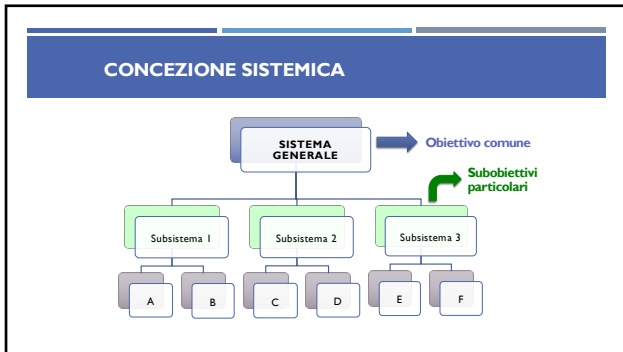 CONCEZIONE SISTEMICA
SISTEMA
GENERALE
Obiettivo comune
Subobiettivi
particolari
Subsistema 1
Subsistema 2
Subsistema 3
A
B
C
D
E
F